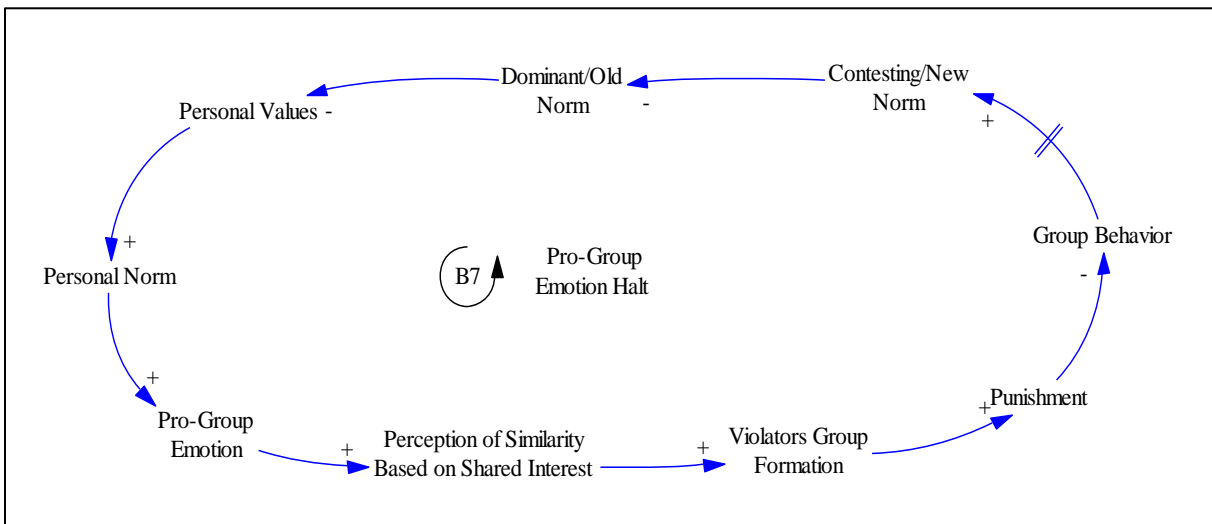 Dominant/Old
Norm
Contesting/New
Norm
Personal Values
-
-
+
Group Behavior
-
+
Personal Norm
B7
Pro-Group
Emotion Halt
+
Pro-Group
Emotion
+
Perception of Similarity
Based on Shared Interest
+
Violators Group
Formation
+
Punishment